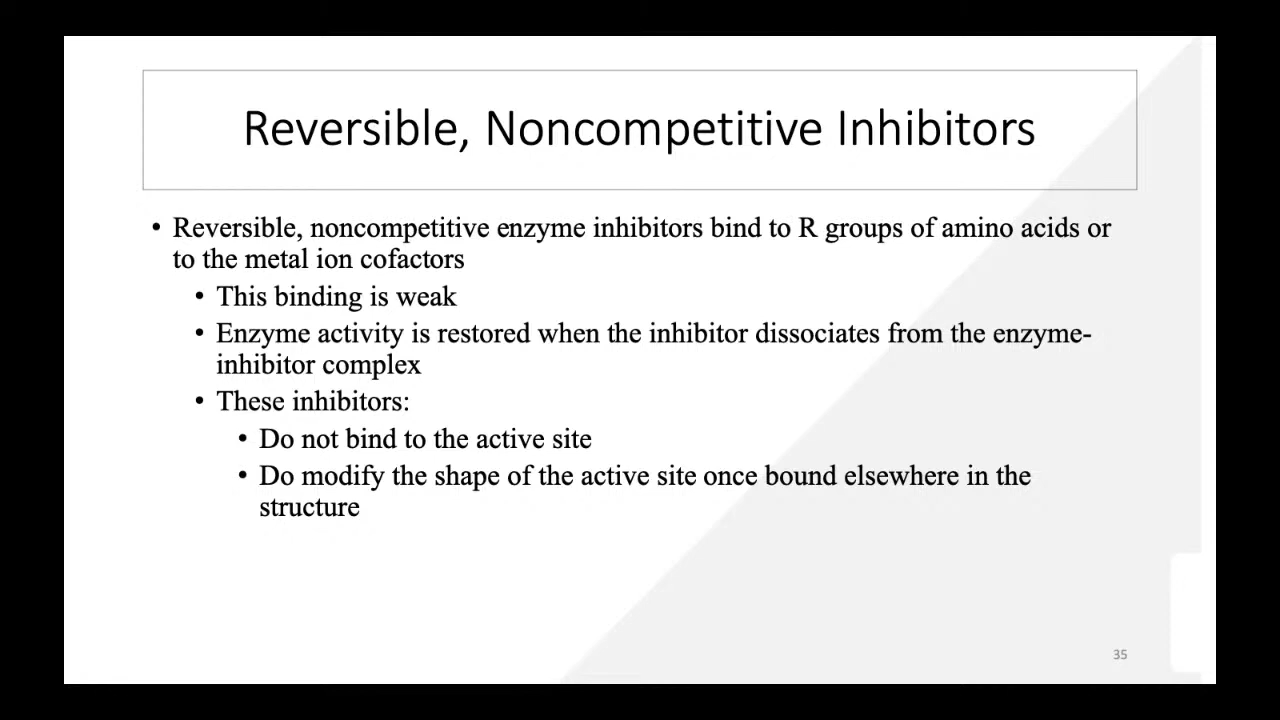 Reversible, Noncompetitive Inhibitors
• Reversible, noncompetitive enzyme inhibitors bind to R groups of amino acids or
to the metal ion cofactors
• This binding is weak
• Enzyme activity is restored when the inhibitor dissociates from the enzyme-
inhibitor complex
• These inhibitors:
• Do not bind to the active site
• Do modify the shape of the active site once bound elsewhere in the
structure
35